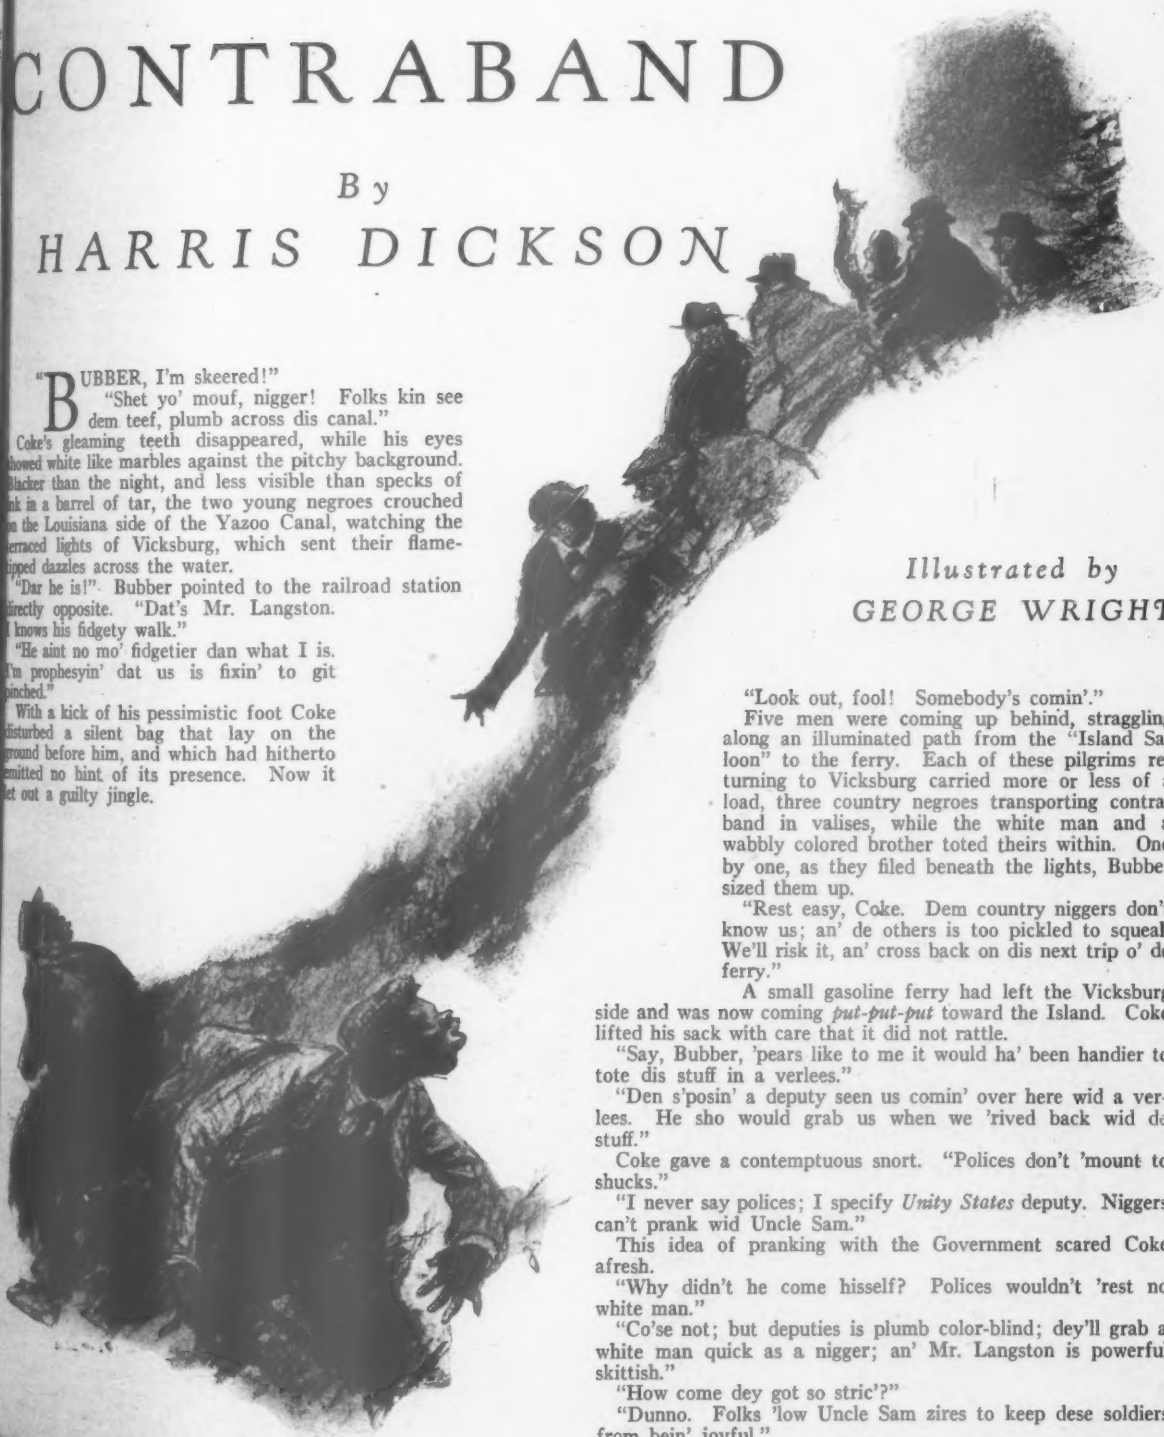 CONTRABAND
By
HARRIS DICKSON
"BUBBER, I'm skeered!"
"Shet yo' mouf, nigger! Folks kin see
dem teef, plumb across dis canal."
Coke's gleaming teeth disappeared, while his eyes
howed white like marbles against the pitchy background.
Blacker than the night, and less visible than specks of
nk in a barrel of tar, the two young negroes crouched
n the Louisiana side of the Yazoo Canal, watching the
erraced lights of Vicksburg, which sent their flame-
ipped dazzles across the water.
"Dar he is!" Bubber pointed to the railroad station
directly opposite. "Dat's Mr. Langston.
I knows his fidgety walk."
"He aint no mo' fidgetier dan what I is.
I'm prophesyin' dat us is fixin' to git
pinched."
With a kick of his pessimistic foot Coke
disturbed a silent bag that lay on the
ground before him, and which had hitherto
emitted no hint of its presence. Now it
let out a guilty jingle.
Illustrated by
GEORGE WRIGHT
"Look out, fool! Somebody's comin'."
Five men were coming up behind, straggling
along an illuminated path from the "Island Sa-
loon" to the ferry. Each of these pilgrims re-
turning to Vicksburg carried more or less of a
load, three country negroes transporting contra-
band in valises, while the white man and a
wabbly colored brother toted theirs within. One
by one, as they filed beneath the lights, Bubber
sized them up.
"Rest easy, Coke. Dem country niggers don't
know us; an' de others is too pickled to squeal.
We'll risk it, an' cross back on dis next trip o' de
ferry."
A small gasoline ferry had left the Vicksburg
side and was now coming put-put-put toward the Island. Coke
lifted his sack with care that it did not rattle.
"Say, Bubber, 'pears like to me it would ha' been handier to
tote dis stuff in a verlees."
"Den s'posin' a deputy seen us comin' over here wid a ver-
lees. He sho would grab us when we 'rived back wid de
stuff."
Coke gave a contemptuous snort. "Polices don't 'mount to
shucks."
"I never say polices; I specify Unity States deputy. Niggers
can't prank wid Uncle Sam."
This idea of pranking with the Government scared Coke
afresh.
"Why didn't he come hisself? Polices wouldn't 'rest no
white man."
"Co'se not; but deputies is plumb color-blind; dey'll grab a
white man quick as a nigger; an' Mr. Langston is powerful
skittish."
"How come dey got so stric'?"
"Dunno. Folks 'low Uncle Sam zires to keep dese soldiers
from bein' joyful."